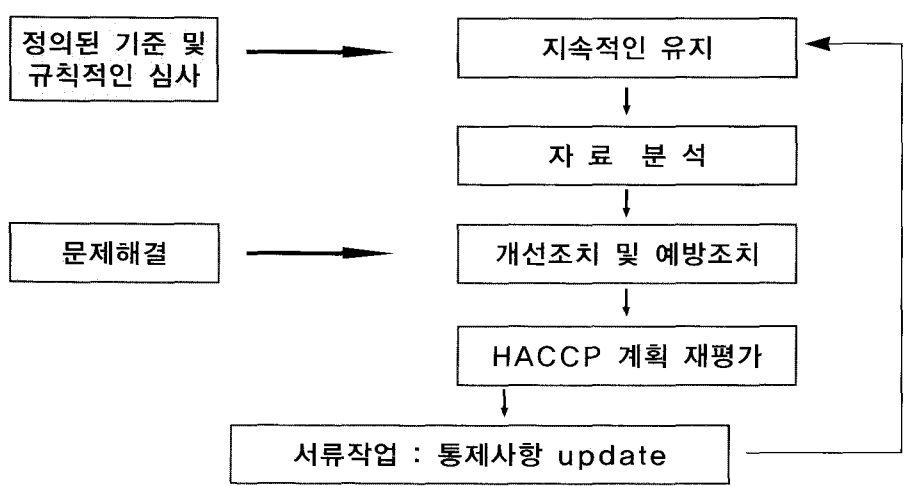 정의된 기준 및
규칙적인 심사
지속적인 유지
자료 분석
문제해결
개선조치 및 예방조치
HACCP 계획 재평가
서류작업 : 통제사항 update